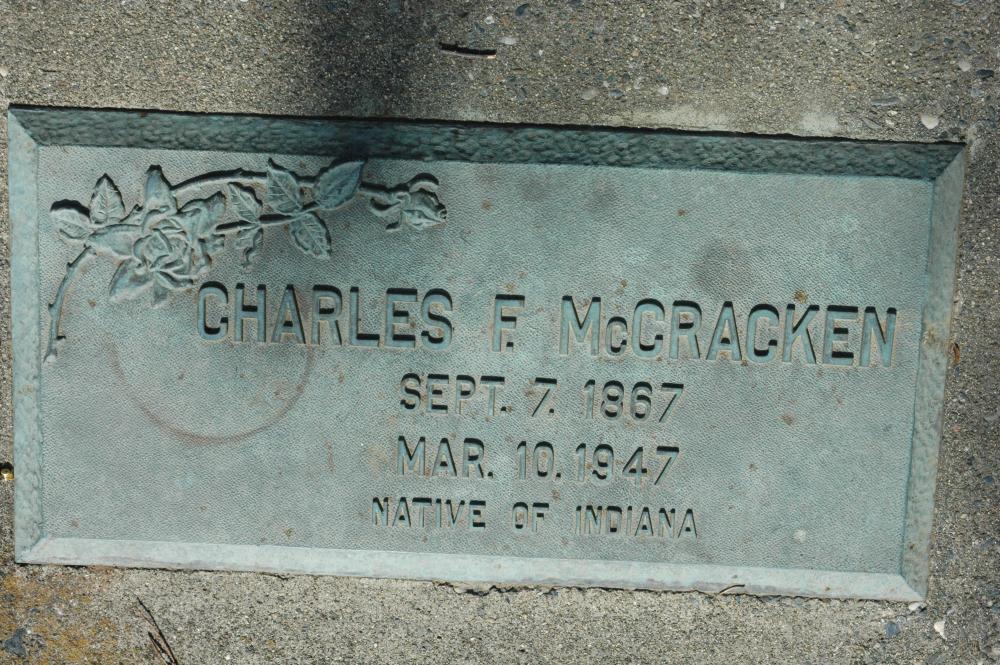 CHARLES F. McCRACKEN
SEPT. 7. 1867
MAR. 10. 1947
NATIVE OF INDIANA